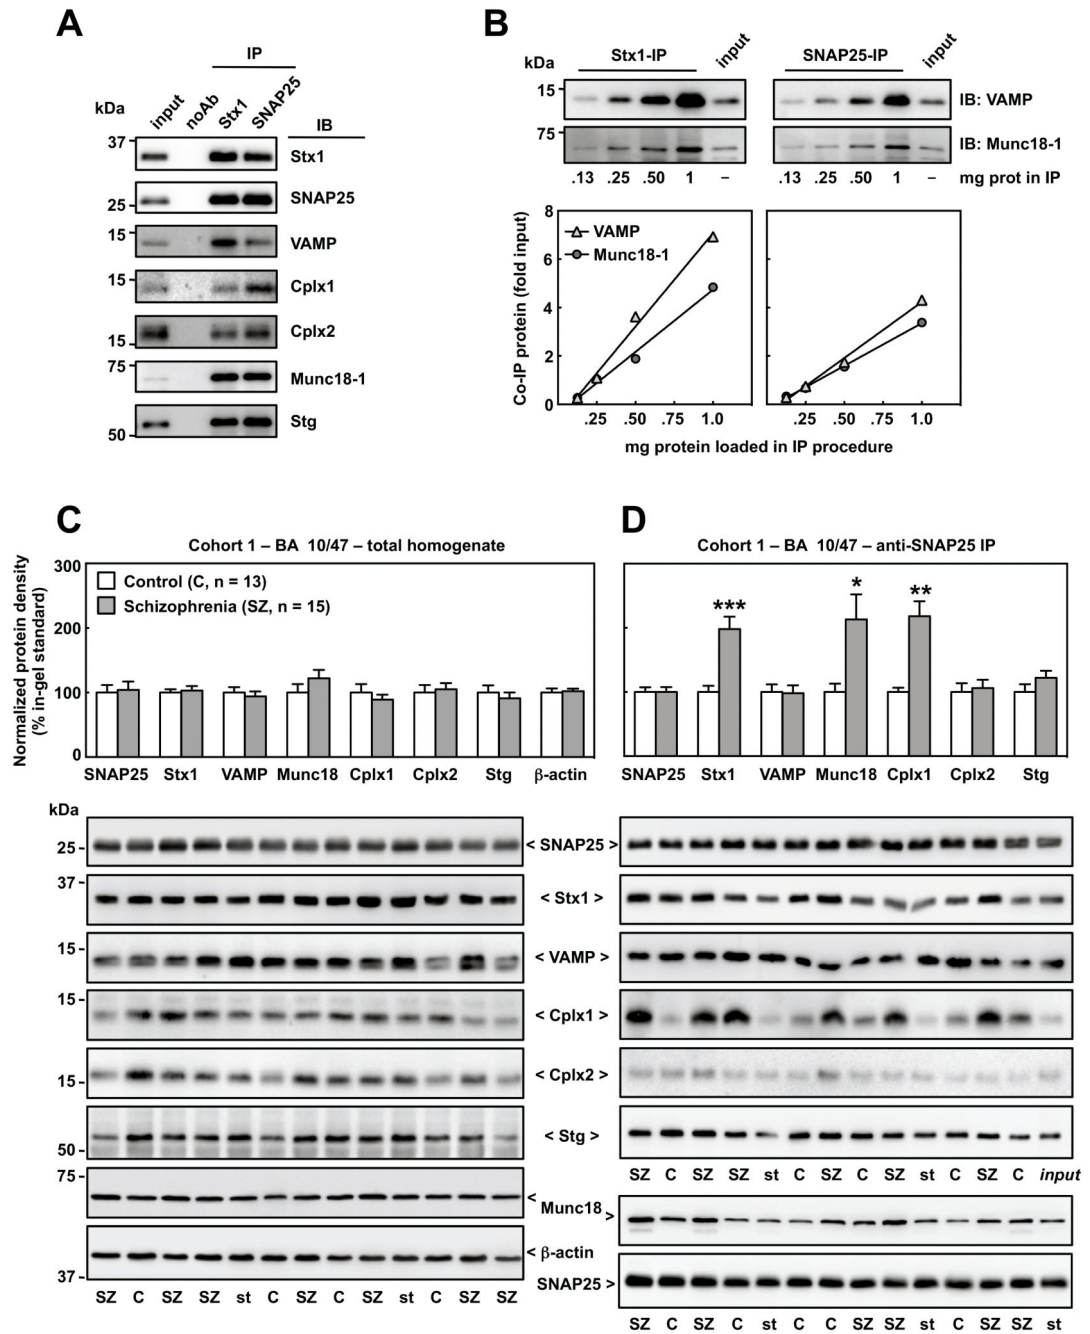 A
IP
kDa
input
noAb
Stx1
SNAP25
IB
37
Stx1
25
SNAP25
15
VAMP
15
Cplx1
15
Cplx2
75
Munc18-1
50
Stg
B
Stx1-IP
input
SNAP25-IP
input
kDa
15
IB: VAMP
75
IB: Munc18-1
.13 .25 .50 1 – .13 .25 .50 1 – mg prot in IP
Co-IP protein (fold input)
8
6
4
2
0
VAMP
Munc18-1
.25 .50 .75 1.0 .25 .50 .75 1.0
mg protein loaded in IP procedure
C
Cohort 1 – BA 10/47 – total homogenate
Normalized protein density
(% in-gel standard)
300
200
100
0
Control (C, n = 13)
Schizophrenia (SZ, n = 15)
SNAP25 Stx1 VAMP Munc18 Cplx1 Cplx2 Stg β-actin
D
Cohort 1 – BA 10/47 – anti-SNAP25 IP
*** * **
SNAP25 Stx1 VAMP Munc18 Cplx1 Cplx2 Stg
kDa
25
< SNAP25 >
37
< Stx1 >
15
< VAMP >
15
< Cplx1 >
15
< Cplx2 >
50
< Stg >
SZ C SZ SZ st C SZ C SZ st C SZ C input
75
< Munc18 >
< β-actin
37
SNAP25 >
SZ C SZ SZ st C SZ C SZ st C SZ SZ
SZ C SZ C st C C SZ SZ st C SZ SZ st